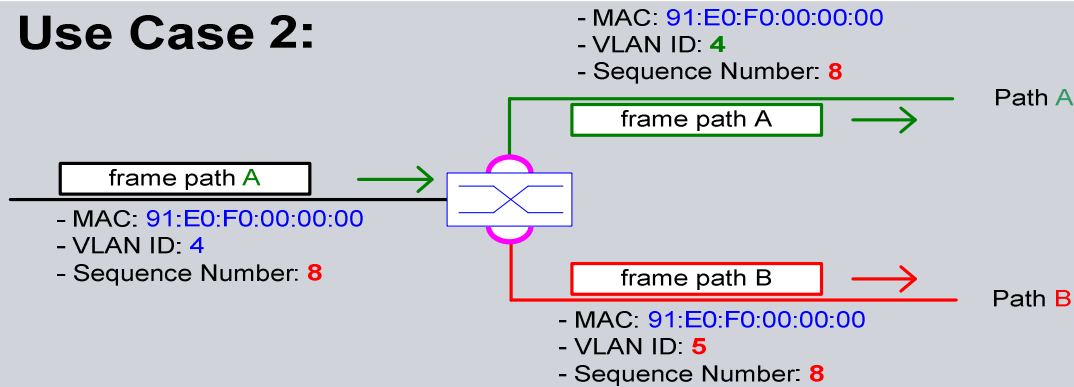 Use Case 2:
- MAC: 91:E0:F0:00:00:00
- VLAN ID: 4
- Sequence Number: 8
Path A
frame path A
frame path A
- MAC: 91:E0:F0:00:00:00
- VLAN ID: 4
- Sequence Number: 8
frame path B
Path B
- MAC: 91:E0:F0:00:00:00
- VLAN ID: 5
- Sequence Number: 8